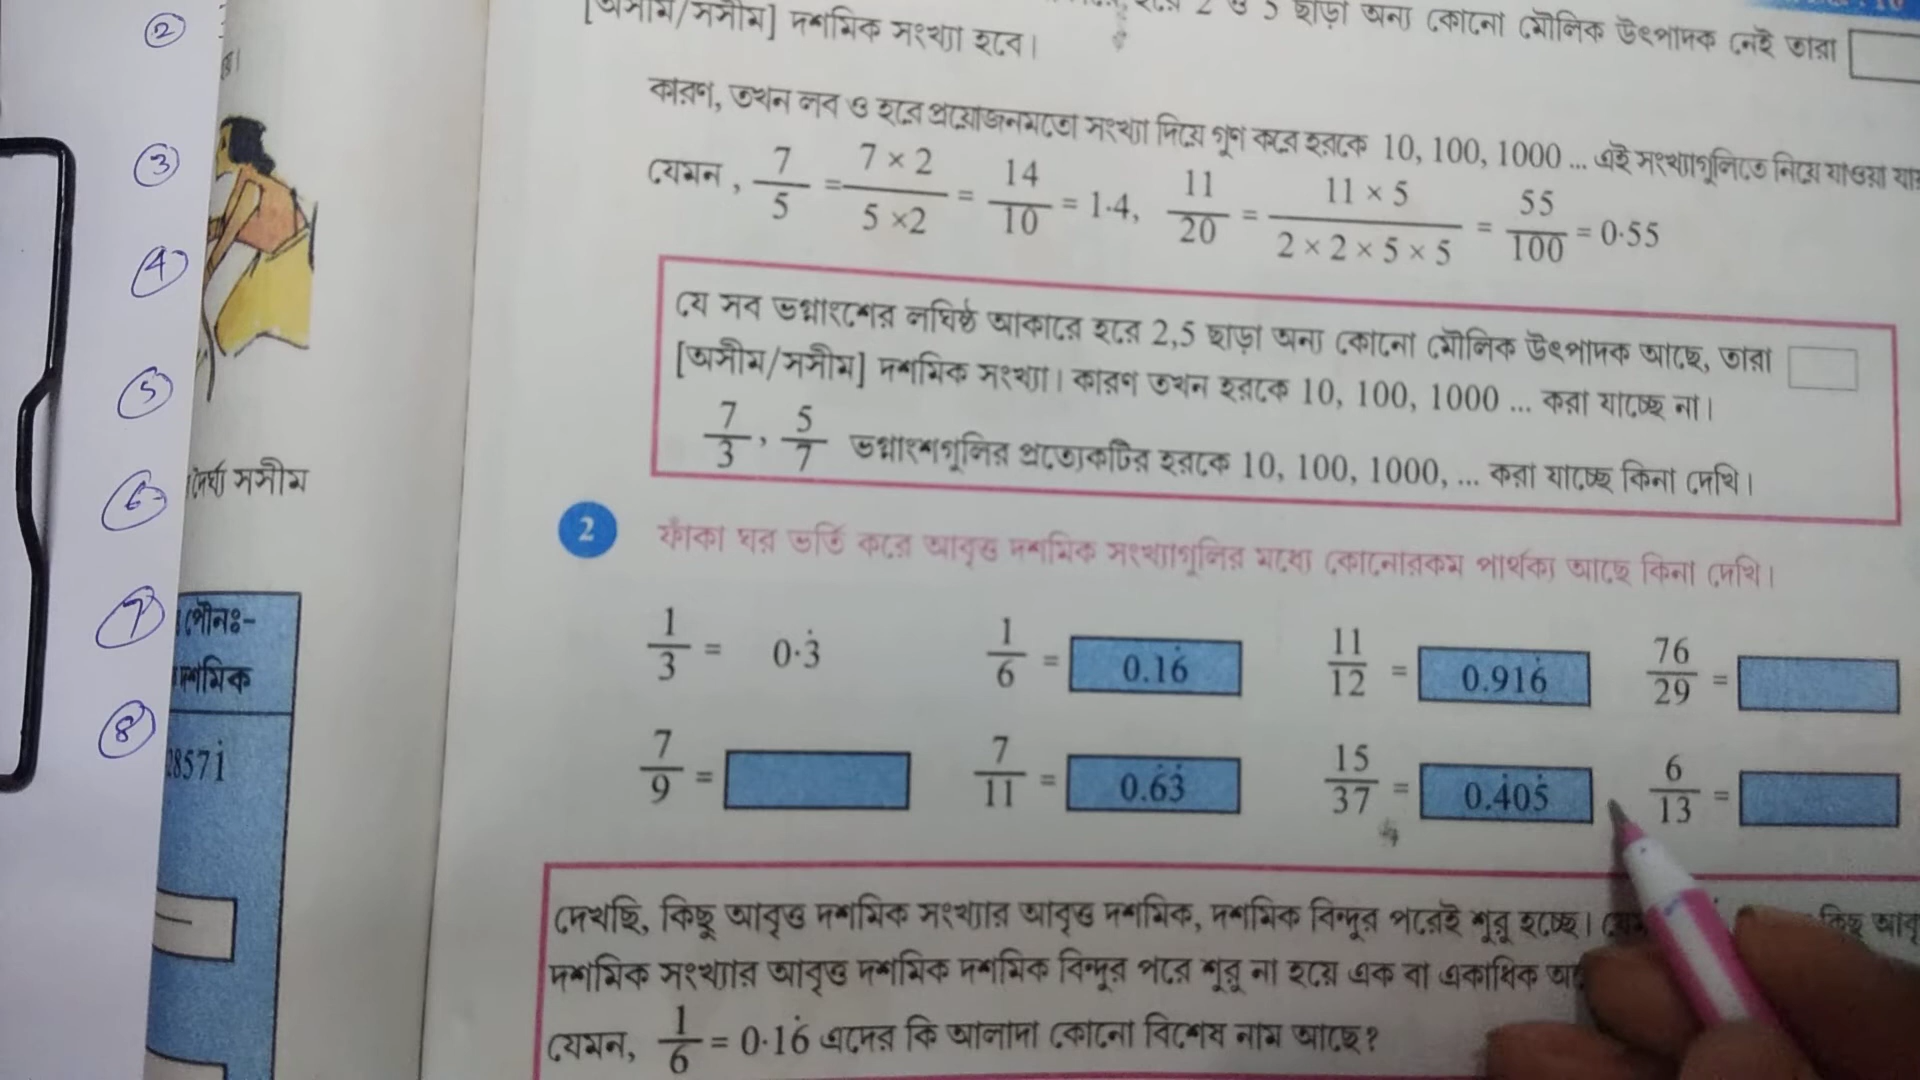 ②
[অসীম/সসীম] দশমিক সংখ্যা হবে।
2 ও 5 ছাড়া অন্য কোনো মৌলিক উৎপাদক নেই তারা
কারণ, তখন লব ও হরে প্রয়োজনমতো সংখ্যা দিয়ে গুণ করে হরকে 10, 100, 1000 ... এই সংখ্যাগুলিতে নিয়ে যাওয়া
যেমন, 7/5 = 7 × 2 / 5 ×2 = 14/10 = 1·4, 11/20 = 11 × 5 / 2 × 2 × 5 × 5 = 55/100 = 0·55
③
④
যে সব ভগ্নাংশের লঘিষ্ঠ আকারে হরে 2,5 ছাড়া অন্য কোনো মৌলিক উৎপাদক আছে, তারা
[অসীম/সসীম] দশমিক সংখ্যা। কারণ তখন হরকে 10, 100, 1000 ... করা যাচ্ছে না।
7/3, 5/7 ভগ্নাংশগুলির প্রত্যেকটির হরকে 10, 100, 1000, ... করা যাচ্ছে কিনা দেখি।
⑤
⑥
দৈর্ঘ্য সসীম
2 ফাঁকা ঘর ভর্তি করে আবৃত্ত দশমিক সংখ্যাগুলির মধ্যে কোনোরকম পার্থক্য আছে কিনা দেখি।
⑦
পৌনঃ-
দশমিক
⑧
28571̇
1/3 = 0·3̇ 1/6 = 0.16̇ 11/12 = 0.916̇ 76/29 =
7/9 = 7/11 = 0.6̇3̇ 15/37 = 0.4̇05̇ 6/13 =
দেখছি, কিছু আবৃত্ত দশমিক সংখ্যার আবৃত্ত দশমিক, দশমিক বিন্দুর পরেই শুরু হচ্ছে। কিছু
দশমিক সংখ্যার আবৃত্ত দশমিক দশমিক বিন্দুর পরে শুরু না হয়ে এক বা একাধিক
যেমন, 1/6 = 0·16̇ এদের কি আলাদা কোনো বিশেষ নাম আছে?